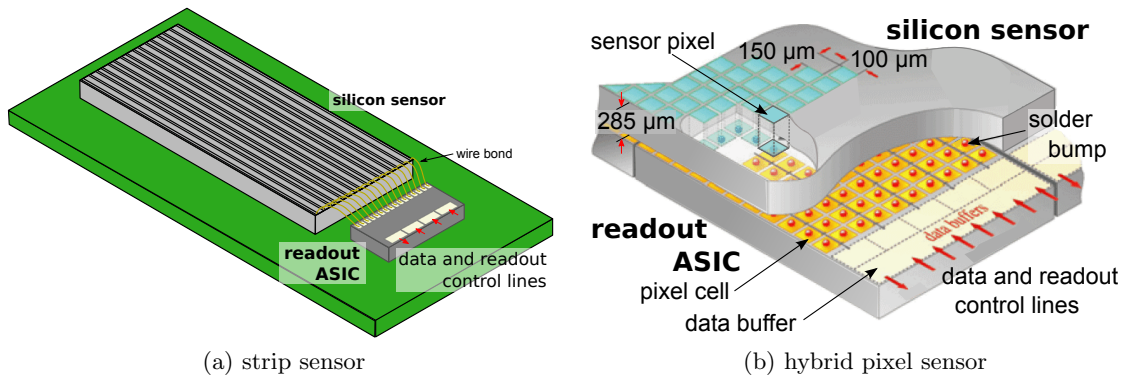 silicon sensor
wire bond
readout
ASIC
data and readout
control lines
(a) strip sensor
silicon sensor
sensor pixel
150 μm
100 μm
285 μm
solder
bump
readout
ASIC
pixel cell
data buffer
data buffers
data and readout
control lines
(b) hybrid pixel sensor